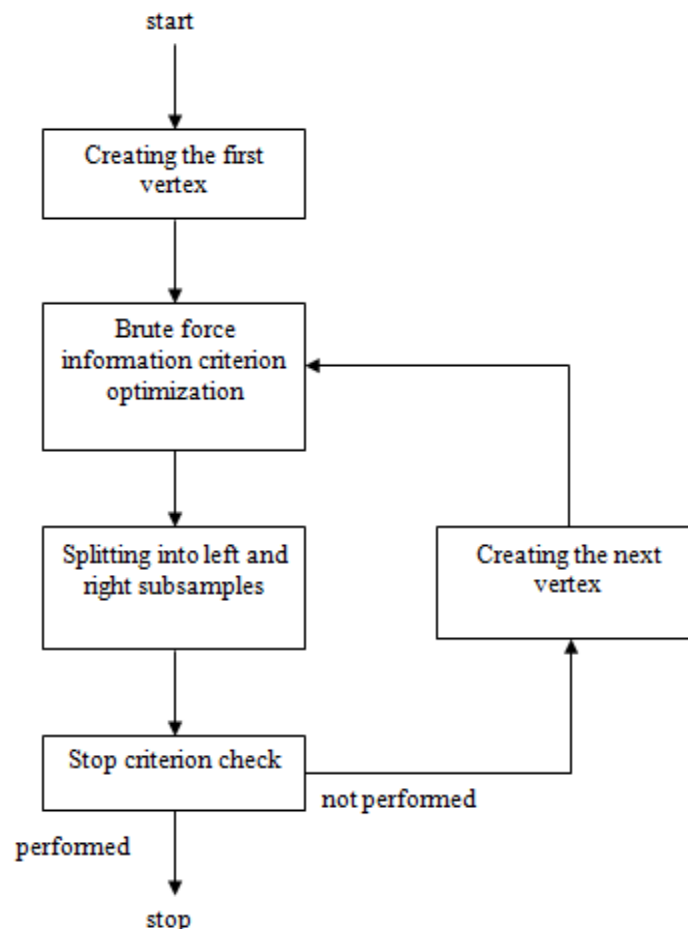 start
Creating the first
vertex
Brute force
information criterion
optimization
Splitting into left and
right subsamples
Creating the next
vertex
Stop criterion check
not performed
performed
stop